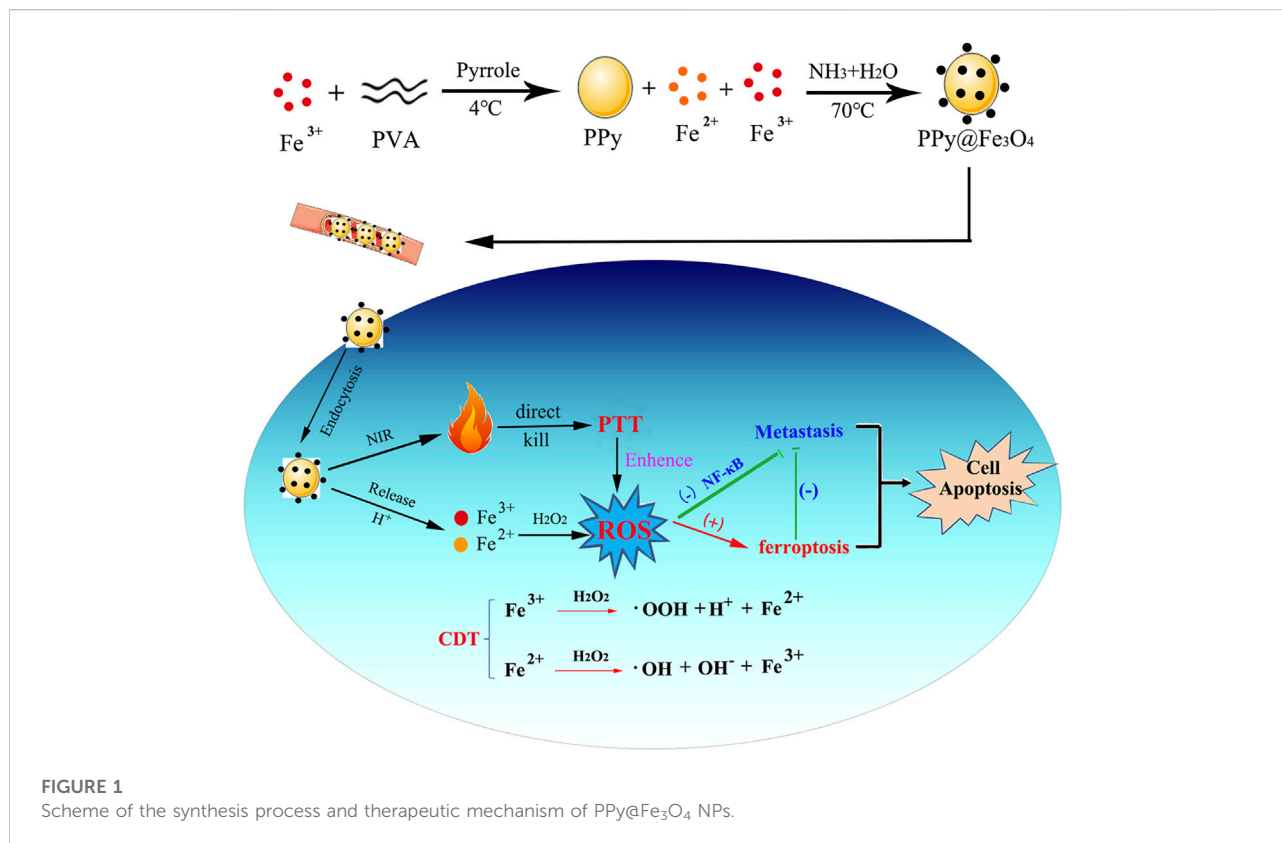 Fe³⁺ + PVA Pyrrole 4°C PPy + Fe²⁺ + Fe³⁺ NH₃+H₂O 70°C PPy@Fe₃O₄
Endocytosis
NIR
direct
kill
PTT
Enhence
Release
H⁺
Fe³⁺
Fe²⁺
H₂O₂
ROS
(-) NF-κB
(+)
Metastasis
(-)
ferroptosis
Cell
Apoptosis
CDT
Fe³⁺ H₂O₂ ·OOH + H⁺ + Fe²⁺
Fe²⁺ H₂O₂ ·OH + OH⁻ + Fe³⁺
FIGURE 1
Scheme of the synthesis process and therapeutic mechanism of PPy@Fe₃O₄ NPs.